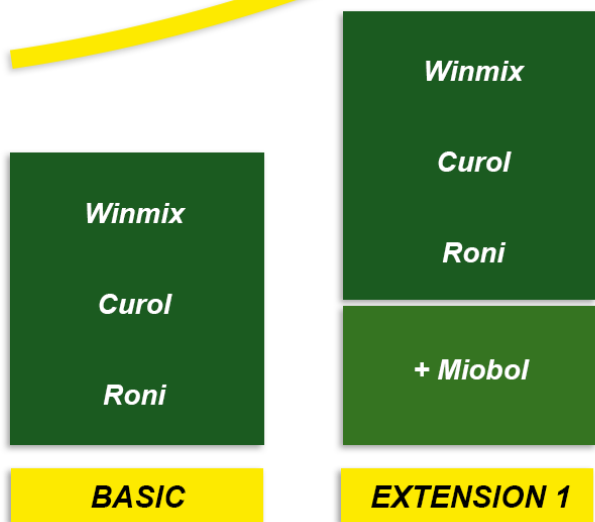 Winmix
Curol
Roni
BASIC
Winmix
Curol
Roni
+ Miobol
EXTENSION 1